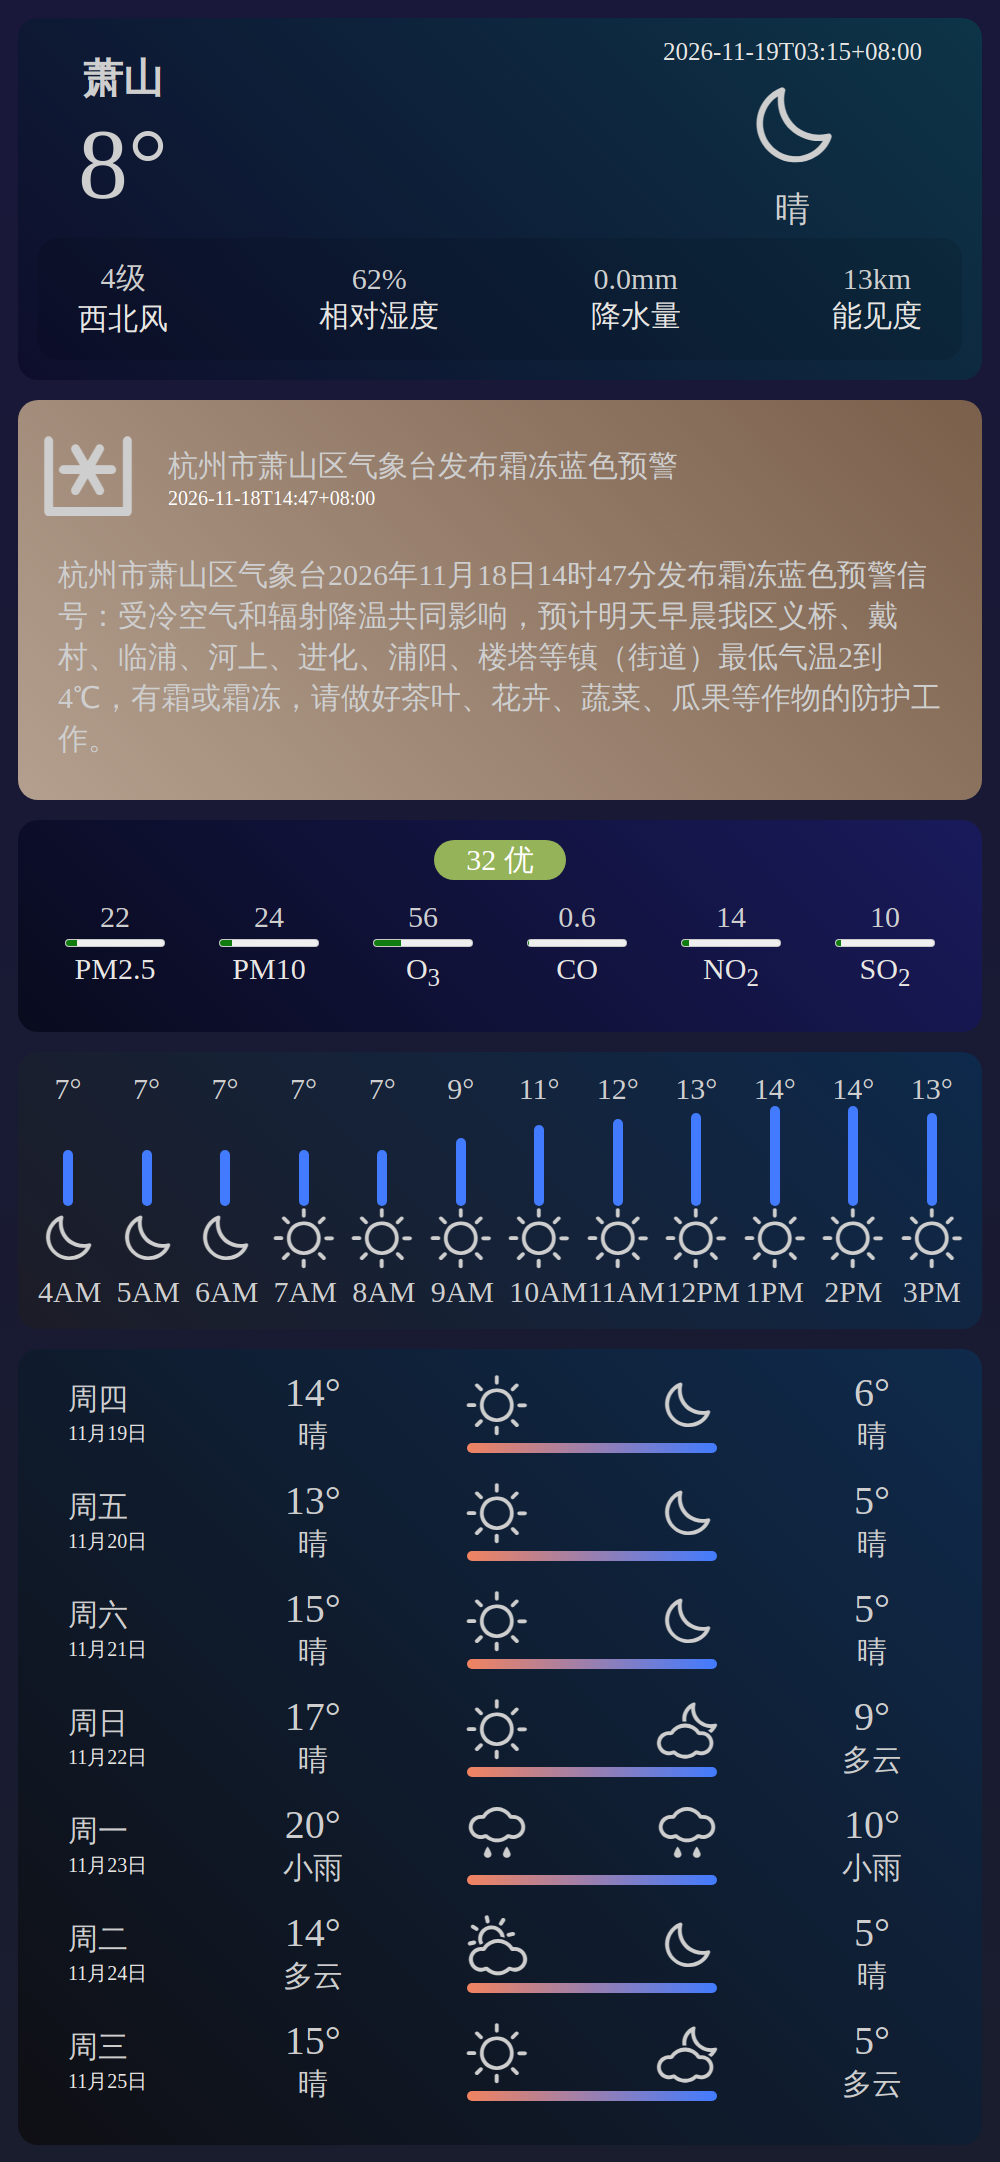 萧山
2026-11-19T03:15+08:00
8°
晴
4级 62% 0.0mm 13km
西北风 相对湿度 降水量 能见度
杭州市萧山区气象台发布霜冻蓝色预警
2026-11-18T14:47+08:00
杭州市萧山区气象台2026年11月18日14时47分发布霜冻蓝色预警信
号：受冷空气和辐射降温共同影响，预计明天早晨我区义桥、戴
村、临浦、河上、进化、浦阳、楼塔等镇（街道）最低气温2到
4℃，有霜或霜冻，请做好茶叶、花卉、蔬菜、瓜果等作物的防护工
作。
32 优
22 24 56 0.6 14 10
PM2.5 PM10 O3 CO NO2 SO2
7° 7° 7° 7° 7° 9° 11° 12° 13° 14° 14° 13°
4AM 5AM 6AM 7AM 8AM 9AM 10AM 11AM 12PM 1PM 2PM 3PM
周四 14° 6°
11月19日 晴 晴
周五 13° 5°
11月20日 晴 晴
周六 15° 5°
11月21日 晴 晴
周日 17° 9°
11月22日 晴 多云
周一 20° 10°
11月23日 小雨 小雨
周二 14° 5°
11月24日 多云 晴
周三 15° 5°
11月25日 晴 多云